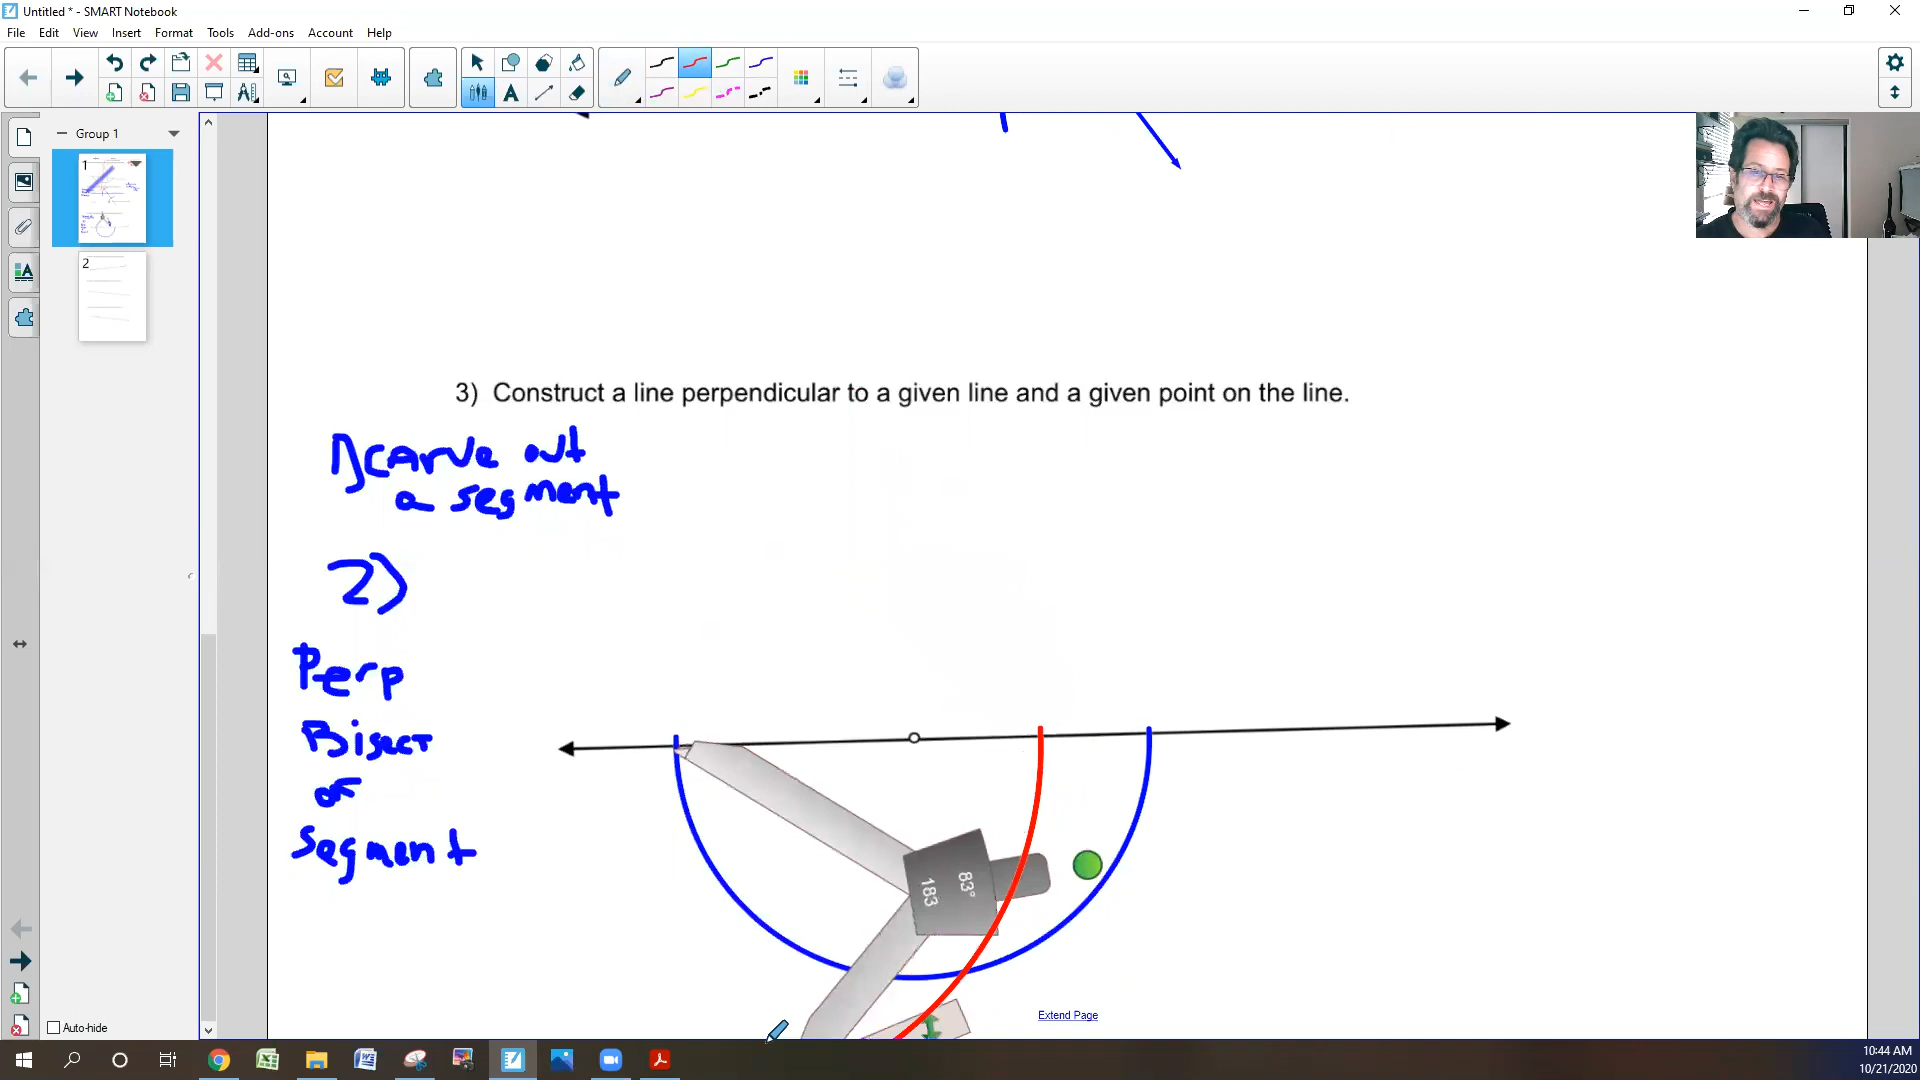 Untitled * - SMART Notebook
File Edit View Insert Format Tools Add-ons Account Help
Group 1
1
2
3) Construct a line perpendicular to a given line and a given point on the line.
1) Carve out
a segment
2)
Perp
Bisect
of
segment
83°
183
Extend Page
Auto-hide
10:44 AM
10/21/2020